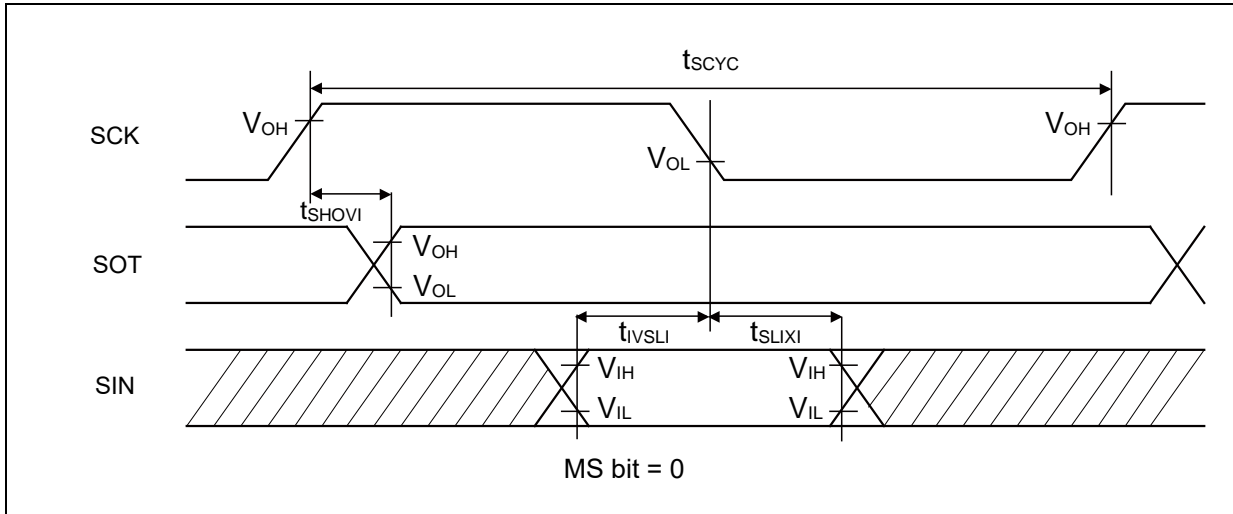 tSCYC
SCK
VOH
VOL
VOH
tSHOVI
SOT
VOH
VOL
tIVSLI
tSLIXI
SIN
VIH
VIL
VIH
VIL
MS bit = 0